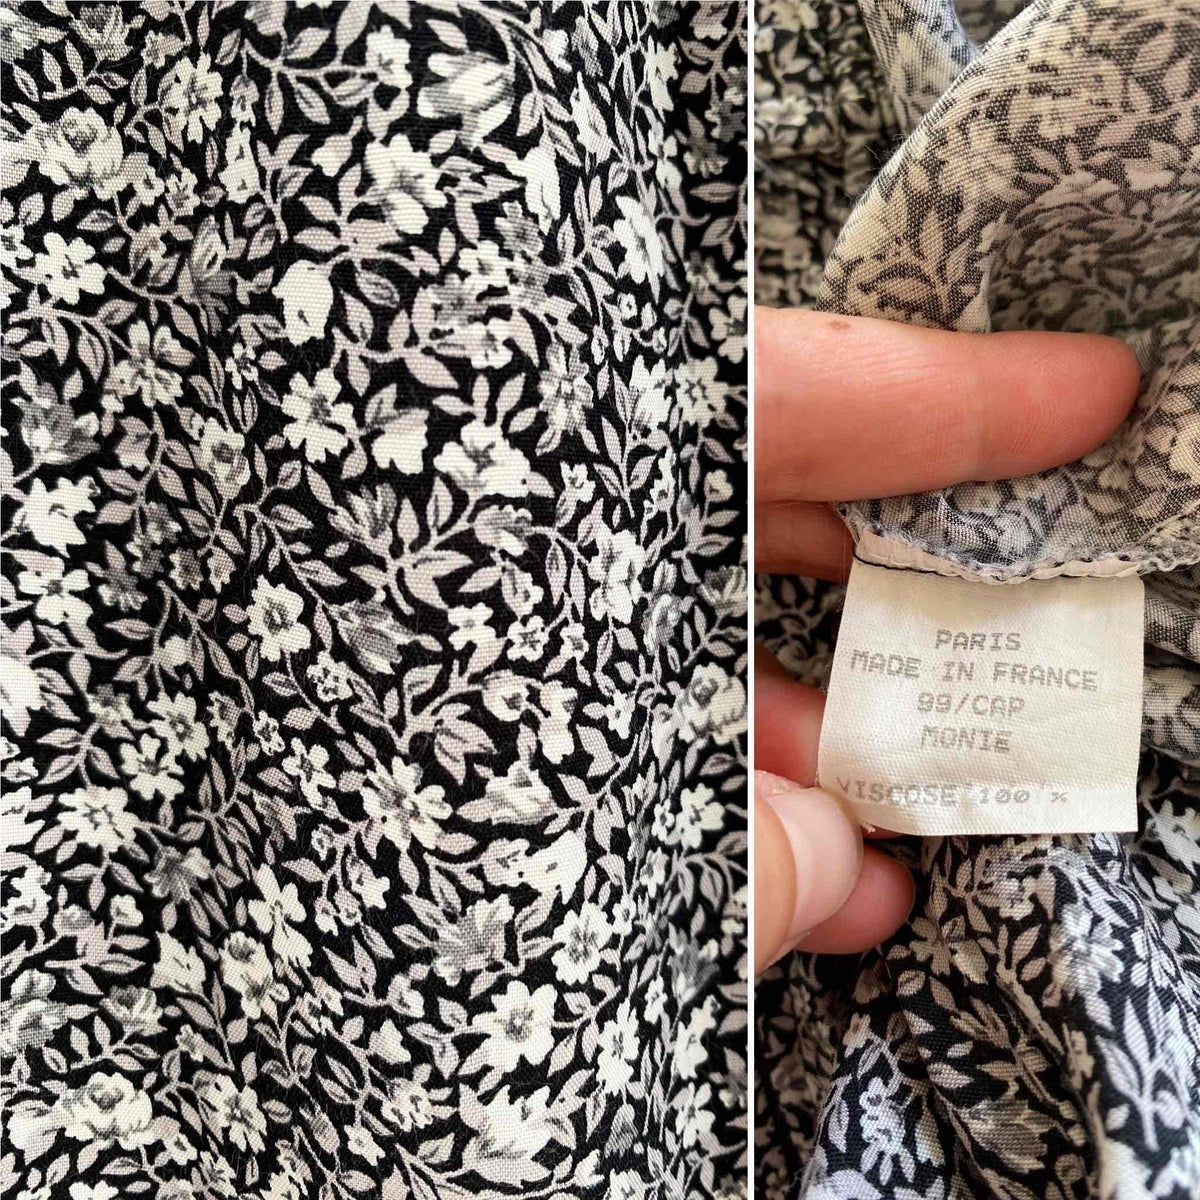 PARIS
MADE IN FRANCE
99/CAP
MONIE
VISCOSE 100 %